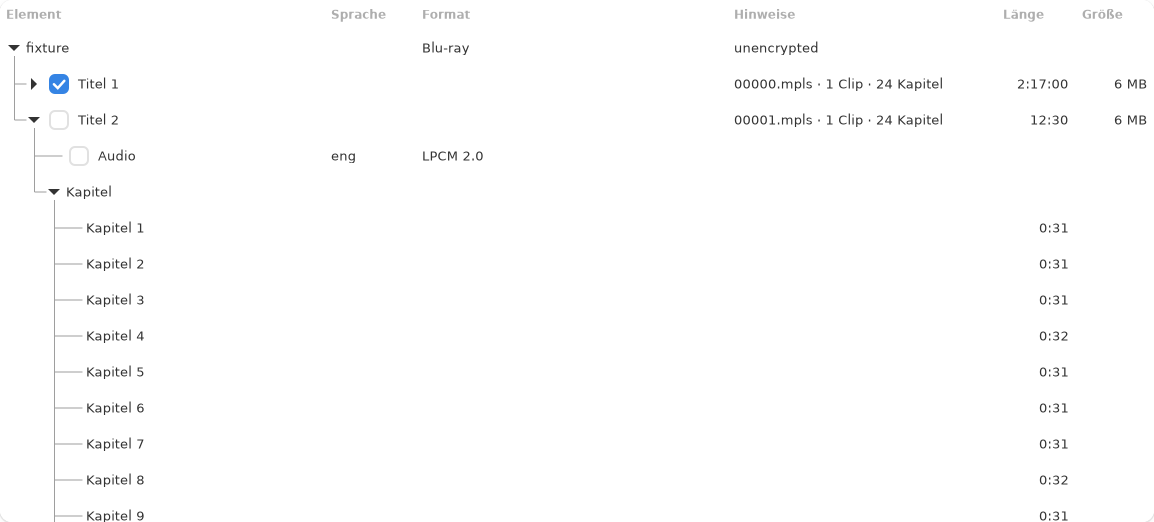 Element Sprache Format Hinweise Länge Größe
fixture Blu-ray unencrypted
Titel 1 00000.mpls · 1 Clip · 24 Kapitel 2:17:00 6 MB
Titel 2 00001.mpls · 1 Clip · 24 Kapitel 12:30 6 MB
Audio eng LPCM 2.0
Kapitel
Kapitel 1 0:31
Kapitel 2 0:31
Kapitel 3 0:31
Kapitel 4 0:32
Kapitel 5 0:31
Kapitel 6 0:31
Kapitel 7 0:31
Kapitel 8 0:32
Kapitel 9 0:31